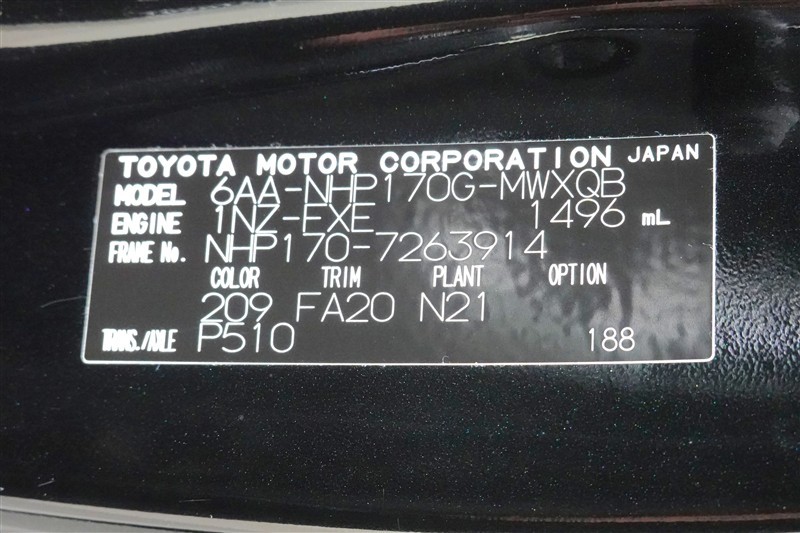 TOYOTA MOTOR CORPORATION JAPAN
MODEL 6AA-NHP170G-MWXQB
ENGINE 1NZ-FXE 1496 mL
FRAME No. NHP170-7263914
COLOR TRIM PLANT OPTION
209 FA20 N21
TRANS./AXLE P510 188